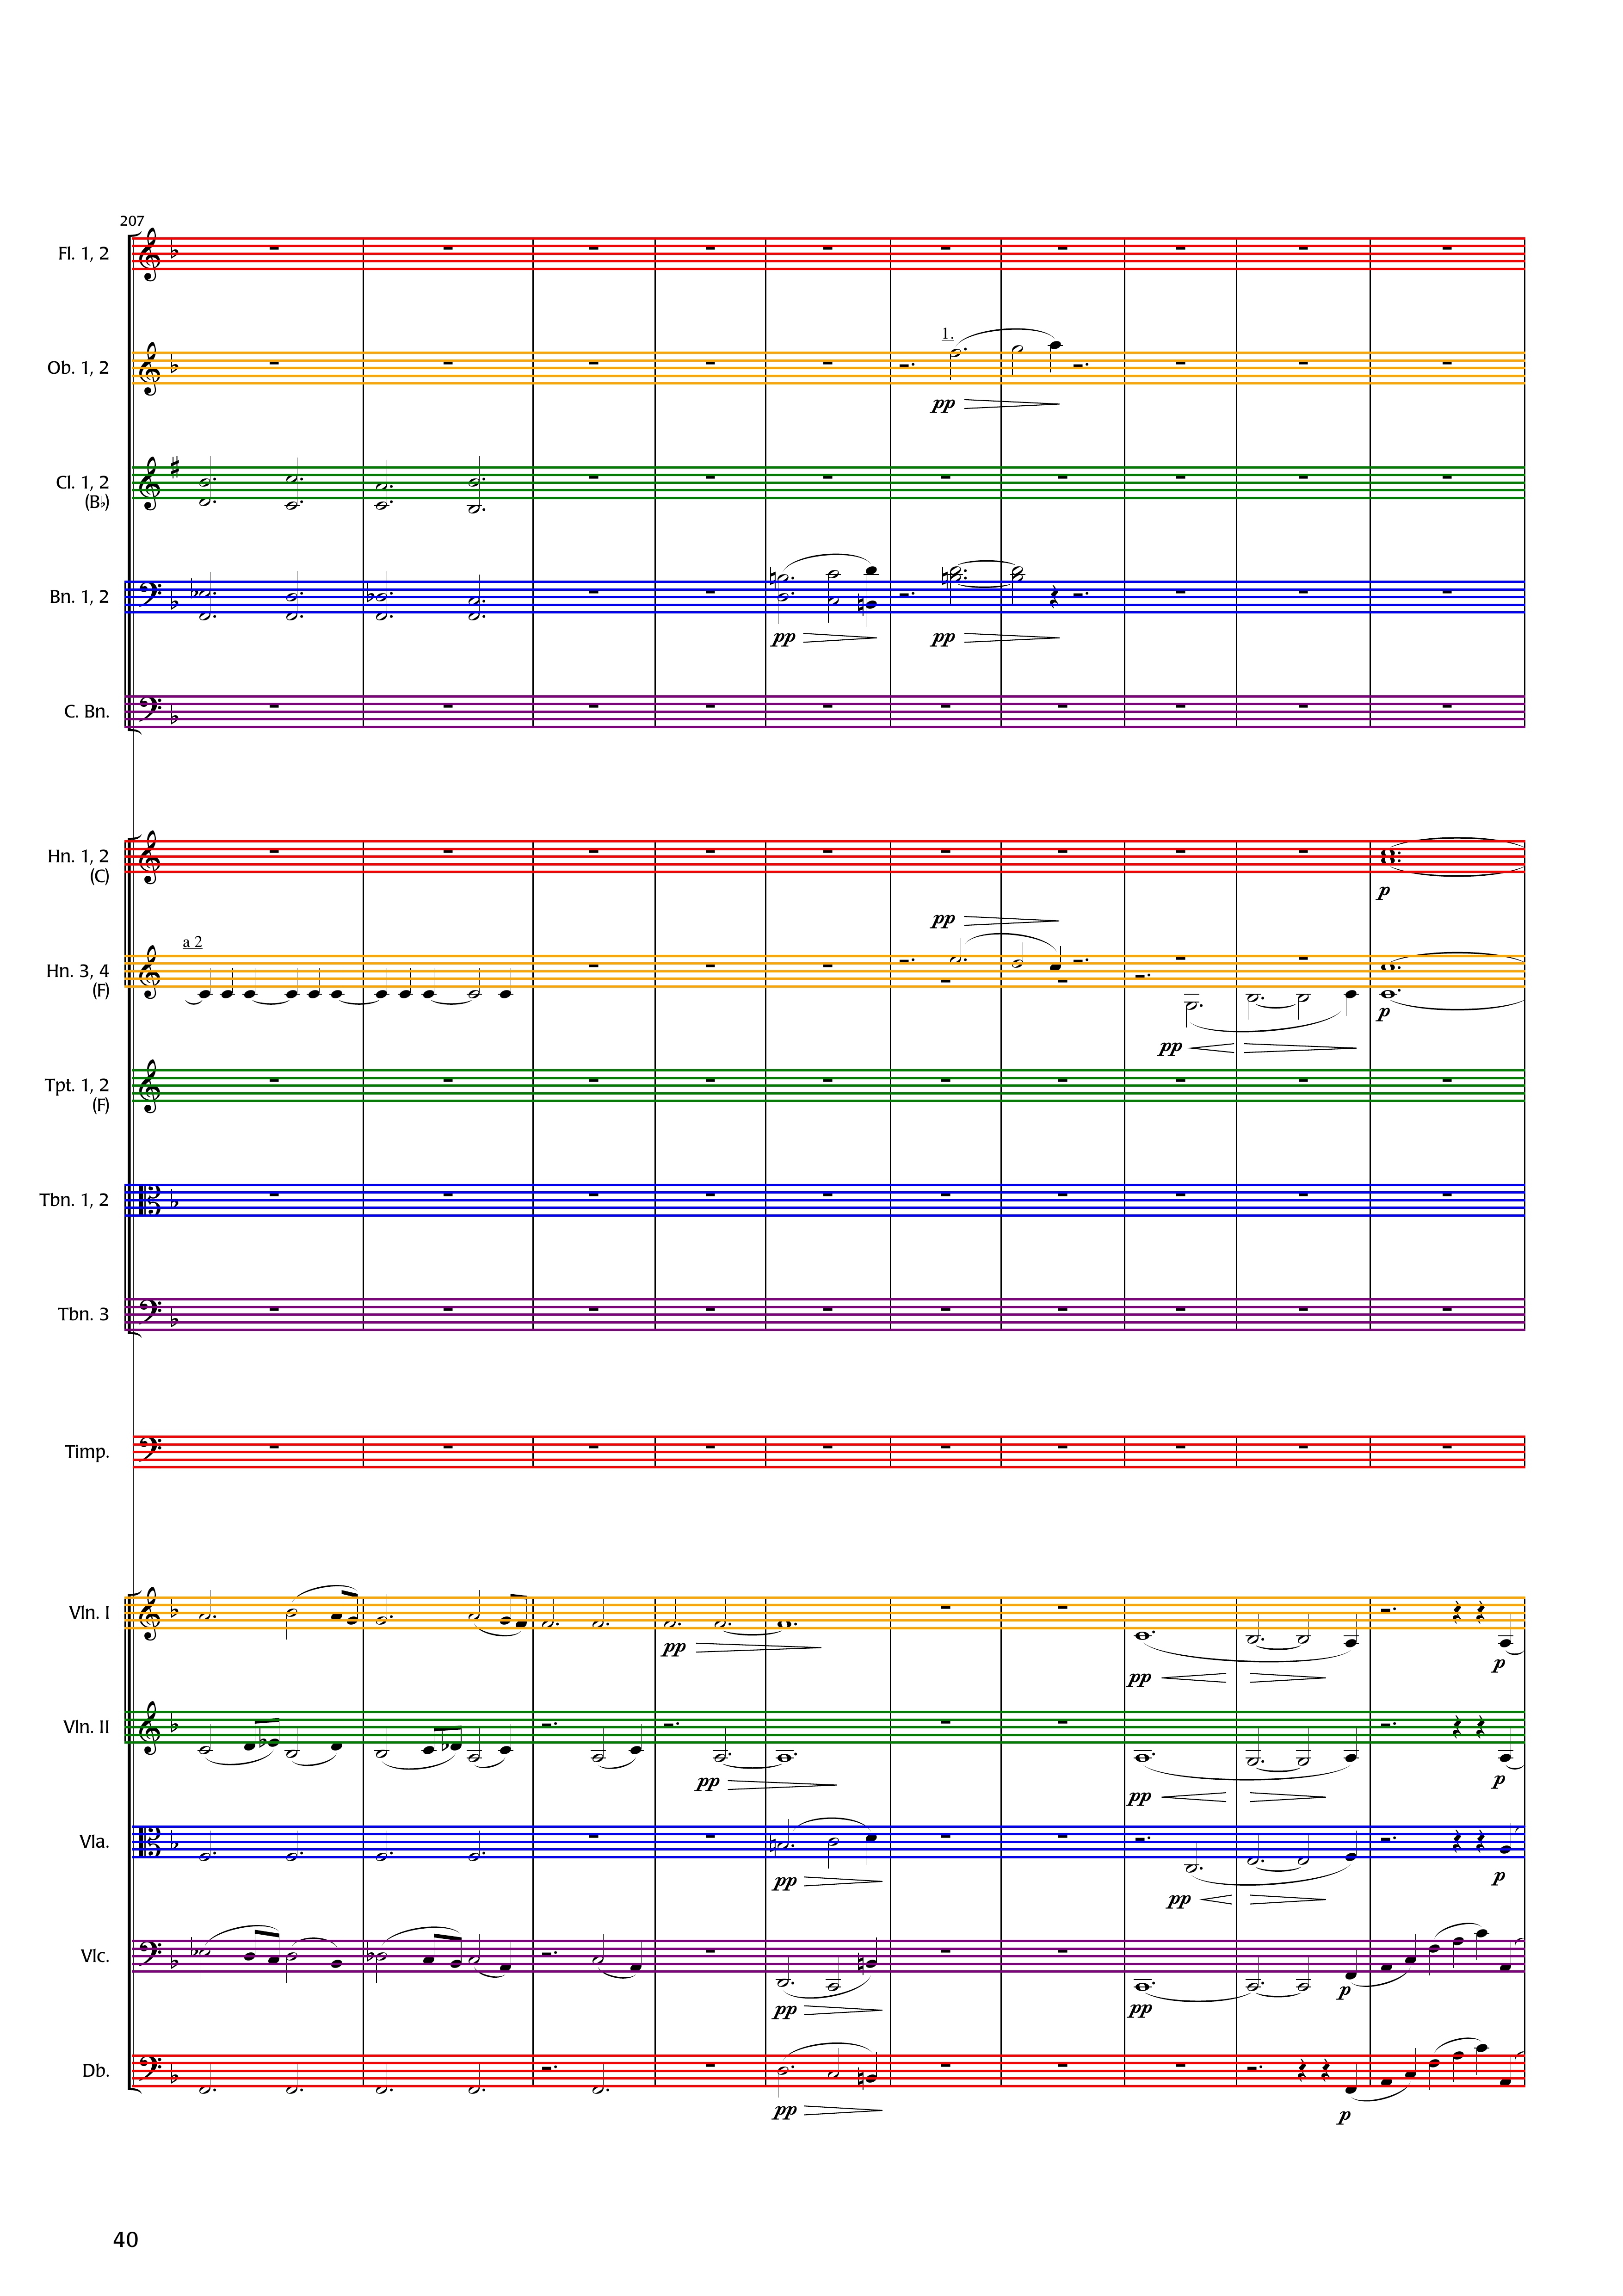 207
Fl. 1, 2
1.
Ob. 1, 2
pp
Cl. 1, 2
(B♭)
Bn. 1, 2
pp pp
C. Bn.
Hn. 1, 2
(C)
p
pp
a 2
Hn. 3, 4
(F)
p
pp
Tpt. 1, 2
(F)
Tbn. 1, 2
Tbn. 3
Timp.
Vln. I
pp
p
pp
Vln. II
pp p
pp
Vla.
pp p
pp
Vlc.
p
pp pp
Db.
pp p
40